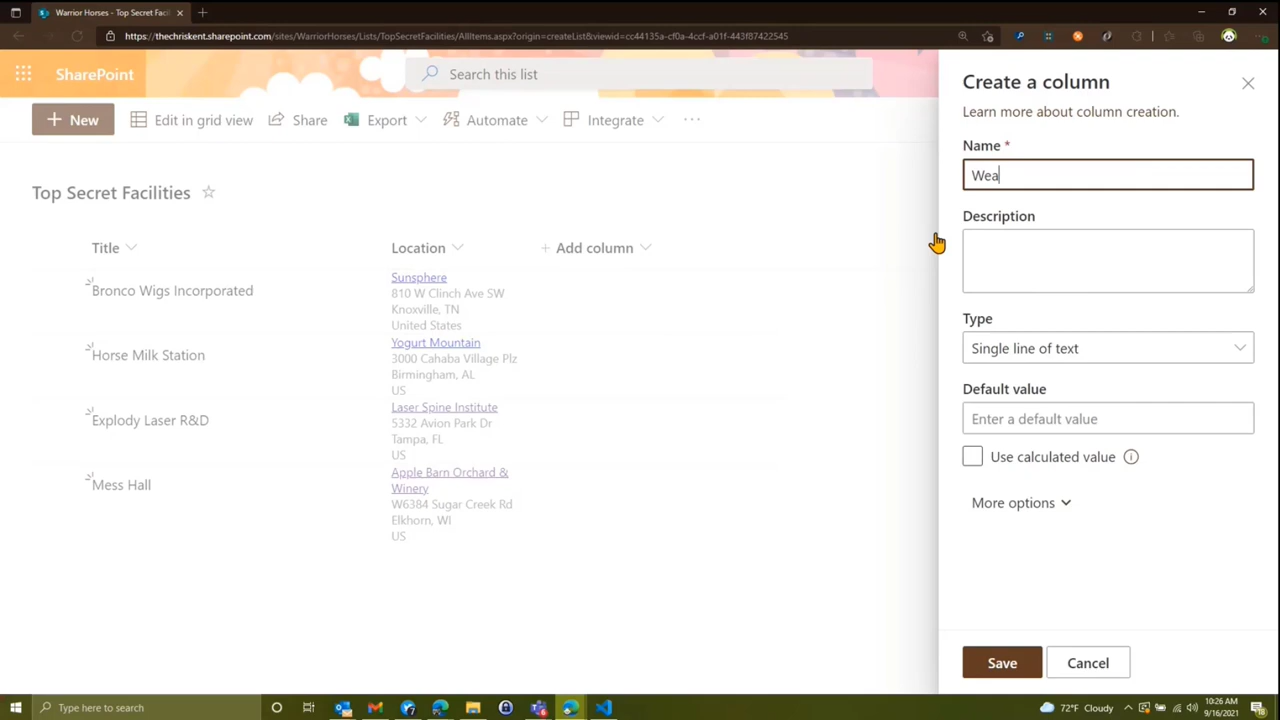 Warrior Horses - Top Secret Faci
https://thechriskent.sharepoint.com/sites/WarriorHorses/Lists/TopSecretFacilities/AllItems.aspx?origin=createList&viewid=cc44135a-cf0a-4ccf-a01f-443f87422545
SharePoint
Search this list
New
Edit in grid view
Share
Export
Automate
Integrate
Top Secret Facilities
Title
Location
Add column
Bronco Wigs Incorporated
Sunsphere
810 W Clinch Ave SW
Knoxville, TN
United States
Horse Milk Station
Yogurt Mountain
3000 Cahaba Village Plz
Birmingham, AL
US
Explody Laser R&D
Laser Spine Institute
5332 Avion Park Dr
Tampa, FL
US
Mess Hall
Apple Barn Orchard &
Winery
W6384 Sugar Creek Rd
Elkhorn, WI
US
Create a column
Learn more about column creation.
Name *
Wea
Description
Type
Single line of text
Default value
Enter a default value
Use calculated value
More options
Save
Cancel
Type here to search
72°F Cloudy
10:26 AM
9/16/2021